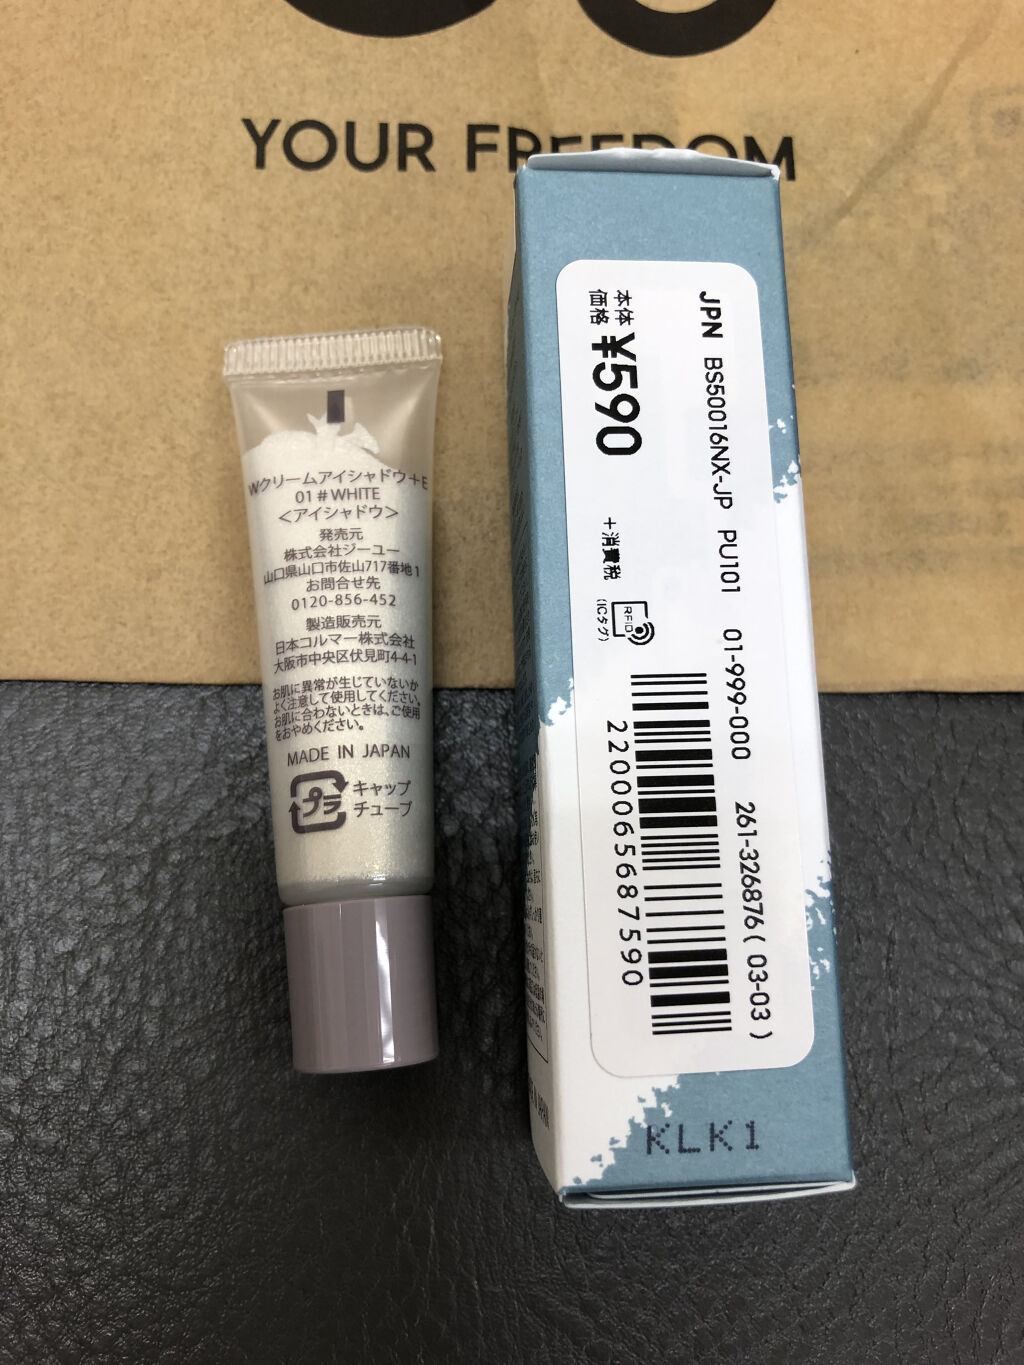 YOUR FREEDOM
Wクリームアイシャドウ+E
01#WHITE
<アイシャドウ>
発売元
株式会社ジーユー
山口県山口市佐山717番地1
お問合せ先
0120-856-452
製造販売元
日本コルマー株式会社
大阪市中央区伏見町4-4-1
お肌に異常が生じていないか
よく注意して使用してください。
お肌に合わないときは、ご使用
をおやめください。
MADE IN JAPAN
プラ
キャップ
チューブ
JPN BS50016NX-JP PU101 01-999-000 261-326876(03-03)
本体
価格
¥590
+消費税
RFID
(ICタグ)
2200065687590
KLK1